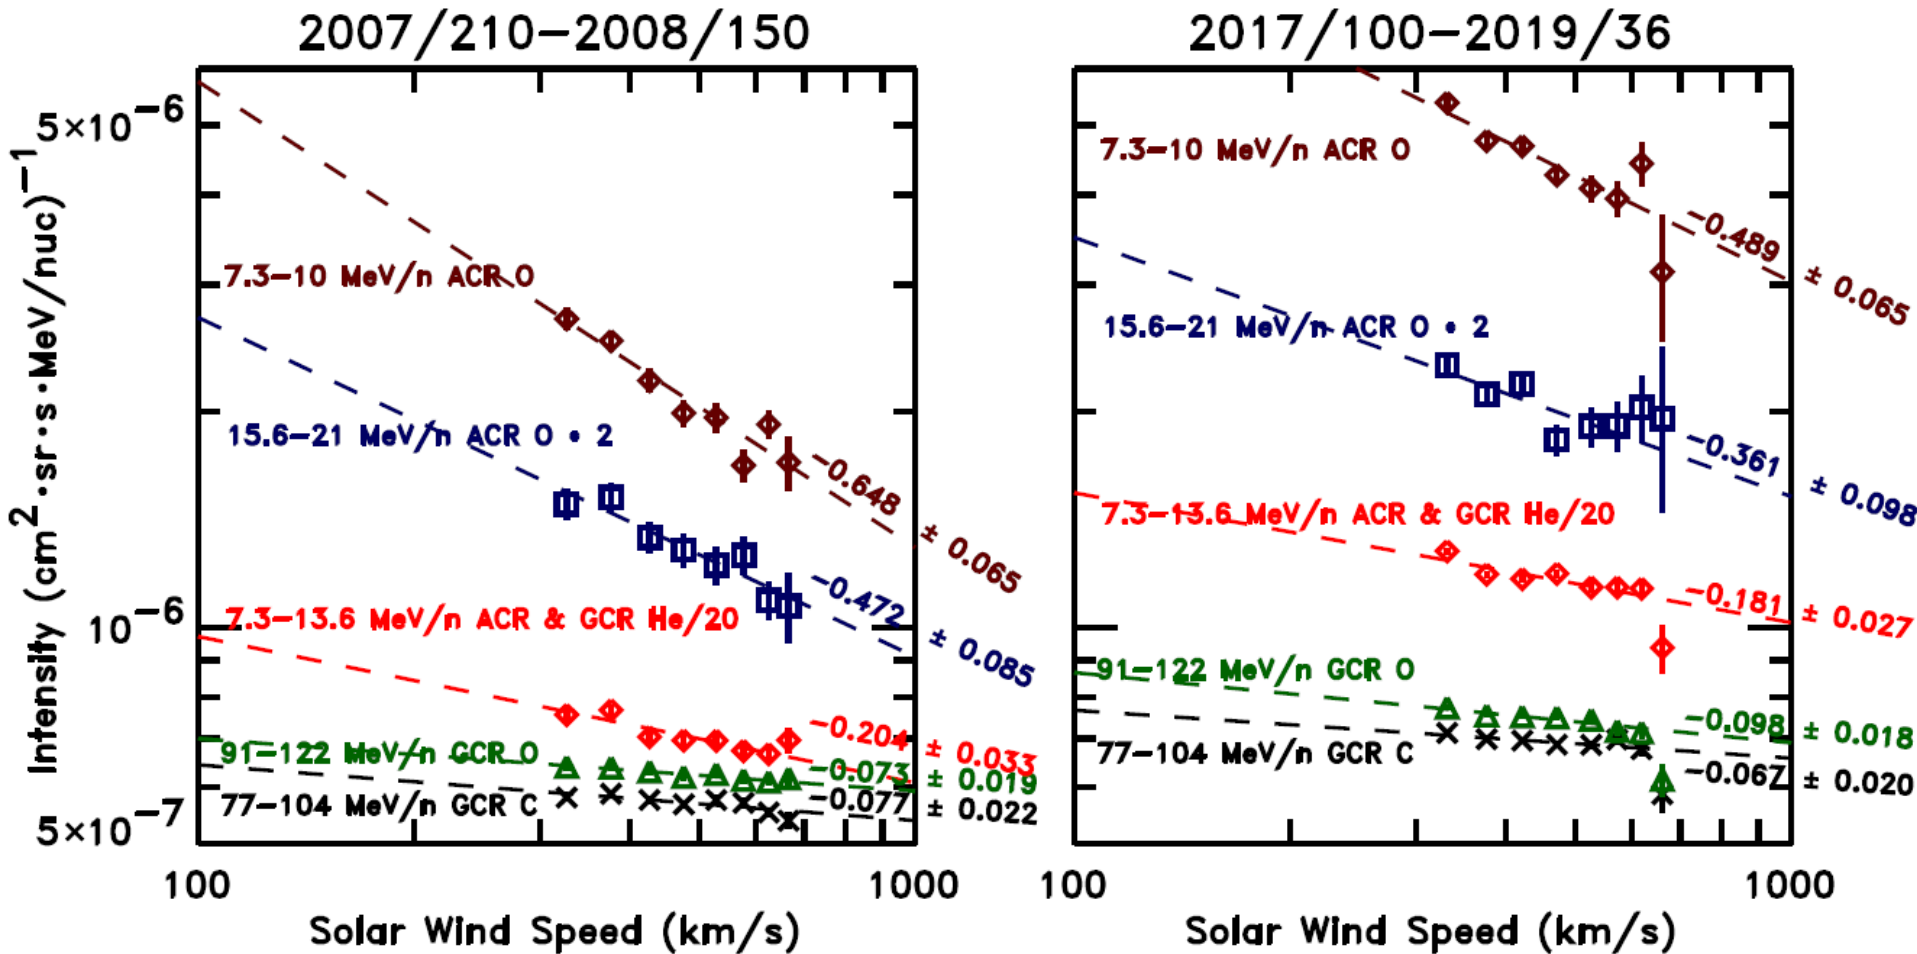 2007/210−2008/150
2017/100−2019/36
Intensity (cm²·sr·s·MeV/nuc)⁻¹
5×10⁻⁶
10⁻⁶
5×10⁻⁷
7.3−10 MeV/n ACR O
15.6−21 MeV/n ACR O • 2
7.3−13.6 MeV/n ACR & GCR He/20
91−122 MeV/n GCR O
77−104 MeV/n GCR C
−0.648 ± 0.065
−0.472 ± 0.085
−0.204 ± 0.033
−0.073 ± 0.019
−0.077 ± 0.022
100
1000
Solar Wind Speed (km/s)
7.3−10 MeV/n ACR O
15.6−21 MeV/n ACR O • 2
7.3−13.6 MeV/n ACR & GCR He/20
91−122 MeV/n GCR O
77−104 MeV/n GCR C
−0.489 ± 0.065
−0.361 ± 0.098
−0.181 ± 0.027
−0.098 ± 0.018
−0.067 ± 0.020
100
1000
Solar Wind Speed (km/s)